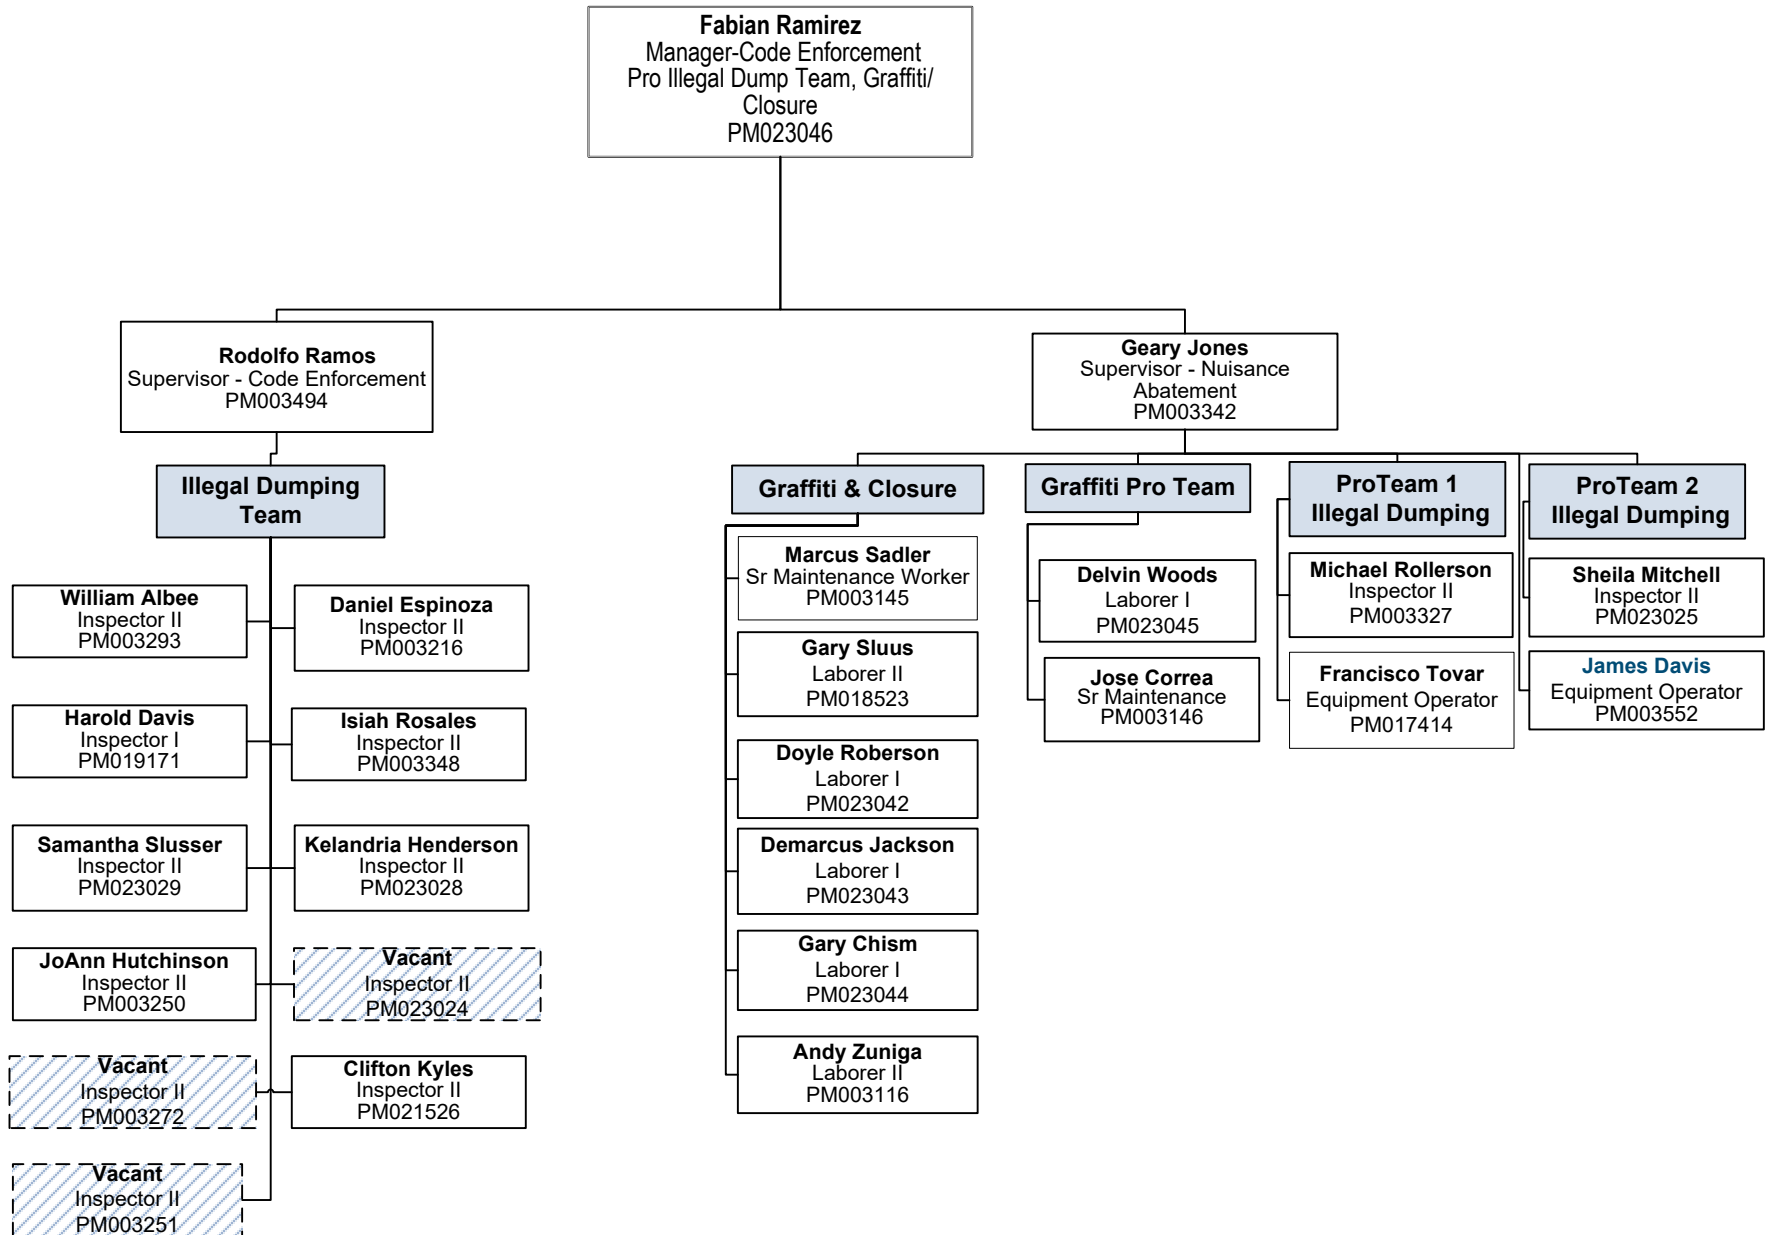 Fabian Ramirez
Manager-Code Enforcement
Pro Illegal Dump Team, Graffiti/
Closure
PM023046
Rodolfo Ramos
Supervisor - Code Enforcement
PM003494
Geary Jones
Supervisor - Nuisance
Abatement
PM003342
Illegal Dumping
Team
William Albee
Inspector II
PM003293
Daniel Espinoza
Inspector II
PM003216
Harold Davis
Inspector I
PM019171
Isiah Rosales
Inspector II
PM003348
Samantha Slusser
Inspector II
PM023029
Kelandria Henderson
Inspector II
PM023028
JoAnn Hutchinson
Inspector II
PM003250
Vacant
Inspector II
PM023024
Vacant
Inspector II
PM003272
Clifton Kyles
Inspector II
PM021526
Vacant
Inspector II
PM003251
Graffiti & Closure
Marcus Sadler
Sr Maintenance Worker
PM003145
Gary Sluus
Laborer II
PM018523
Doyle Roberson
Laborer I
PM023042
Demarcus Jackson
Laborer I
PM023043
Gary Chism
Laborer I
PM023044
Andy Zuniga
Laborer II
PM003116
Graffiti Pro Team
Delvin Woods
Laborer I
PM023045
Jose Correa
Sr Maintenance
PM003146
ProTeam 1
Illegal Dumping
Michael Rollerson
Inspector II
PM003327
Francisco Tovar
Equipment Operator
PM017414
ProTeam 2
Illegal Dumping
Sheila Mitchell
Inspector II
PM023025
James Davis
Equipment Operator
PM003552